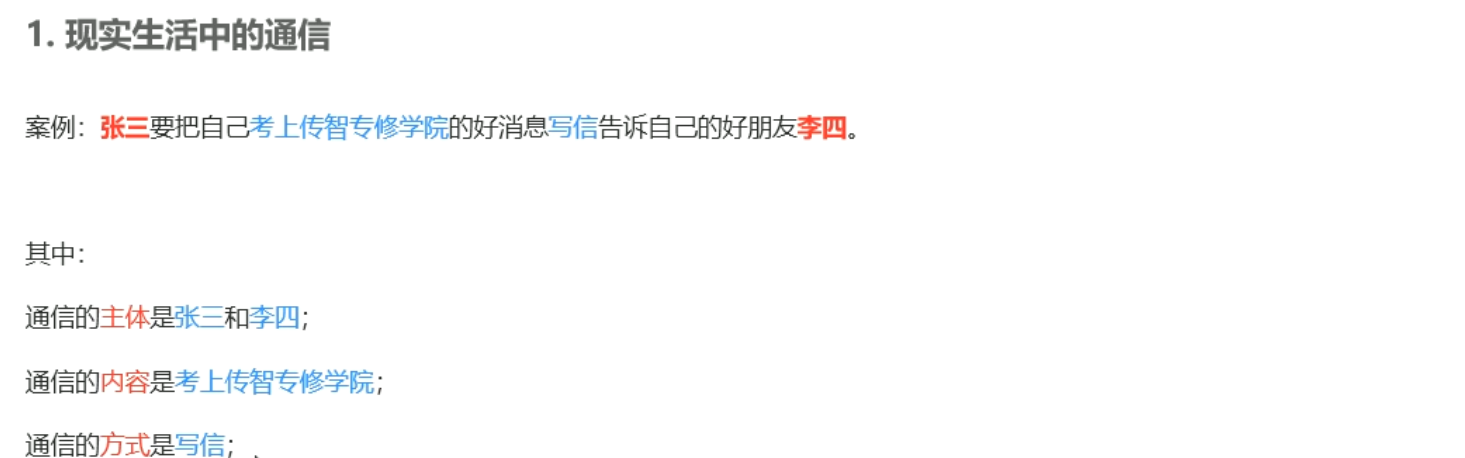 1. 现实生活中的通信
案例：张三要把自己考上传智专修学院的好消息写信告诉自己的好朋友李四。
其中：
通信的主体是张三和李四；
通信的内容是考上传智专修学院；
通信的方式是写信；